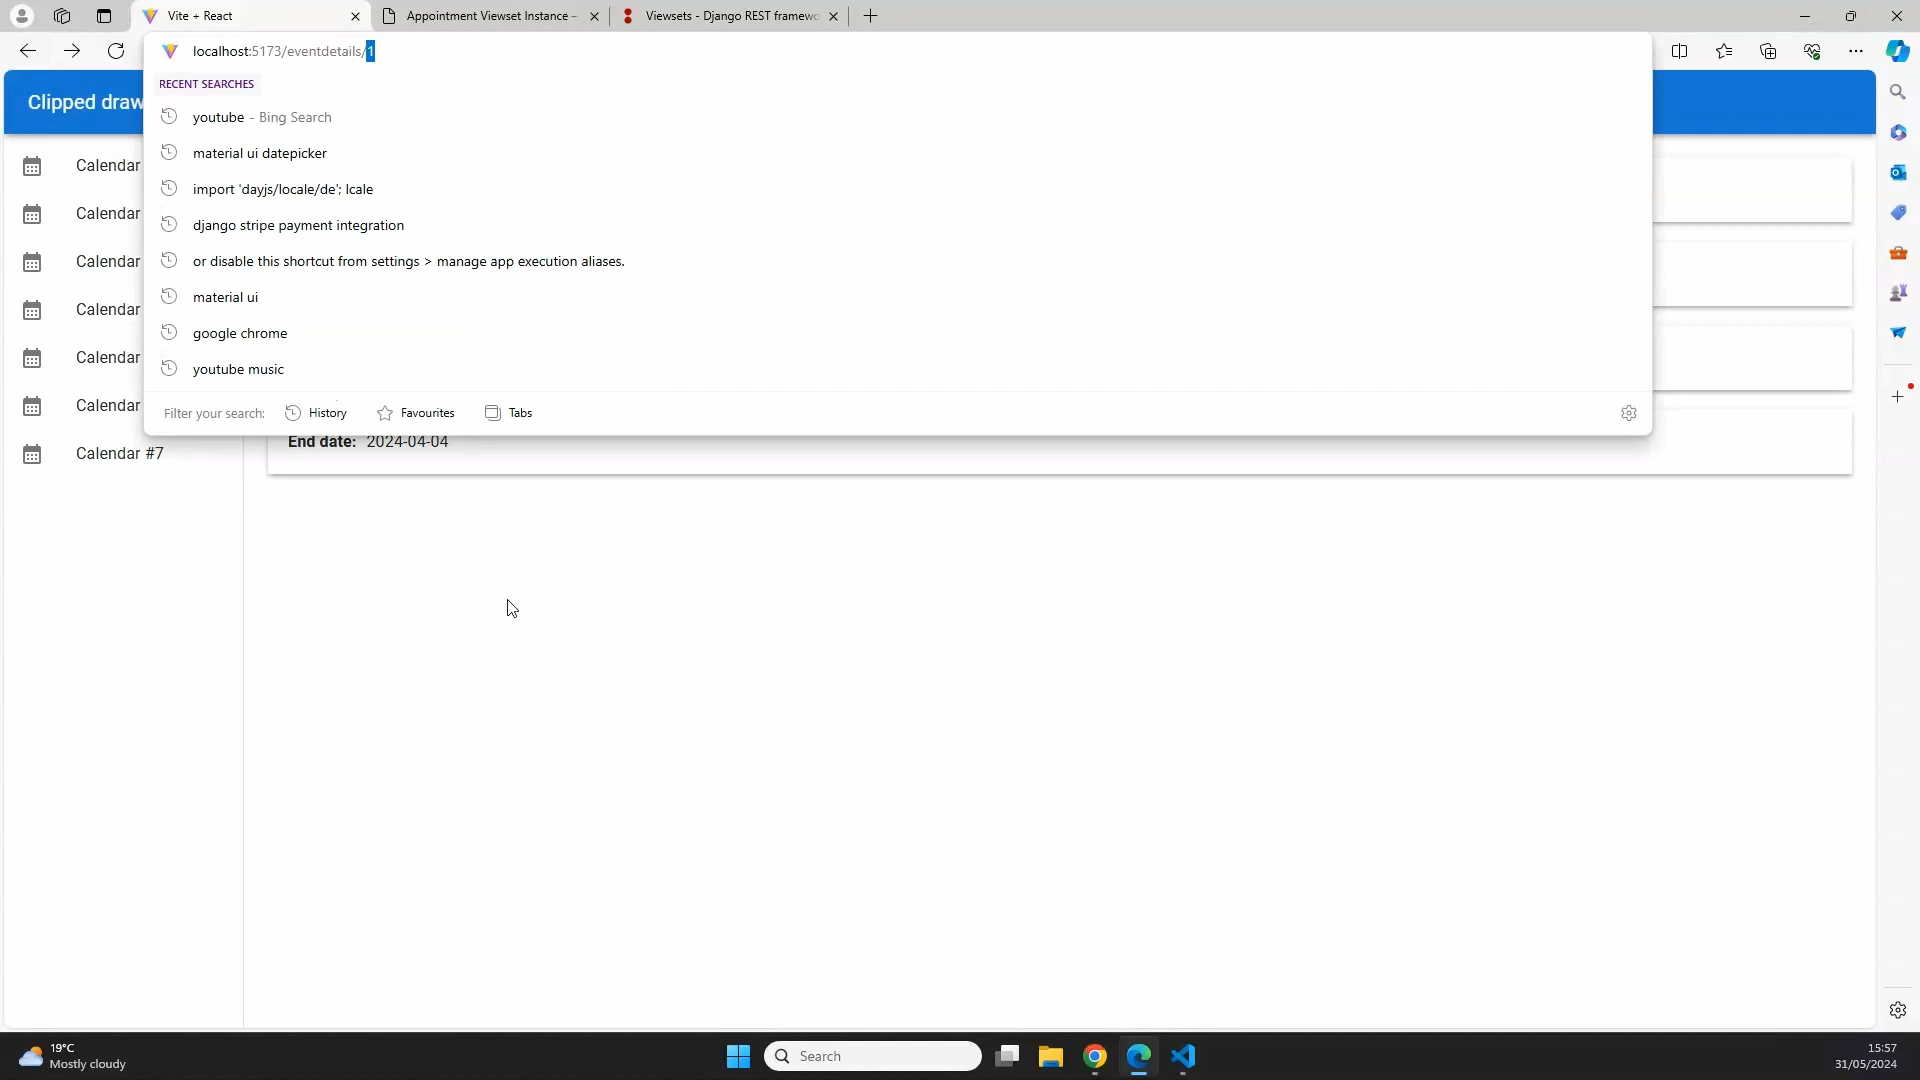 Vite + React
Appointment Viewset Instance –
Viewsets - Django REST framewo
localhost:5173/eventdetails/1
RECENT SEARCHES
Clipped draw
youtube - Bing Search
material ui datepicker
import 'dayjs/locale/de'; lcale
django stripe payment integration
or disable this shortcut from settings > manage app execution aliases.
material ui
google chrome
youtube music
Filter your search:
History
Favourites
Tabs
Calendar
Calendar
Calendar
Calendar
Calendar
Calendar
Calendar #7
End date: 2024-04-04
19°C
Mostly cloudy
Search
15:57
31/05/2024